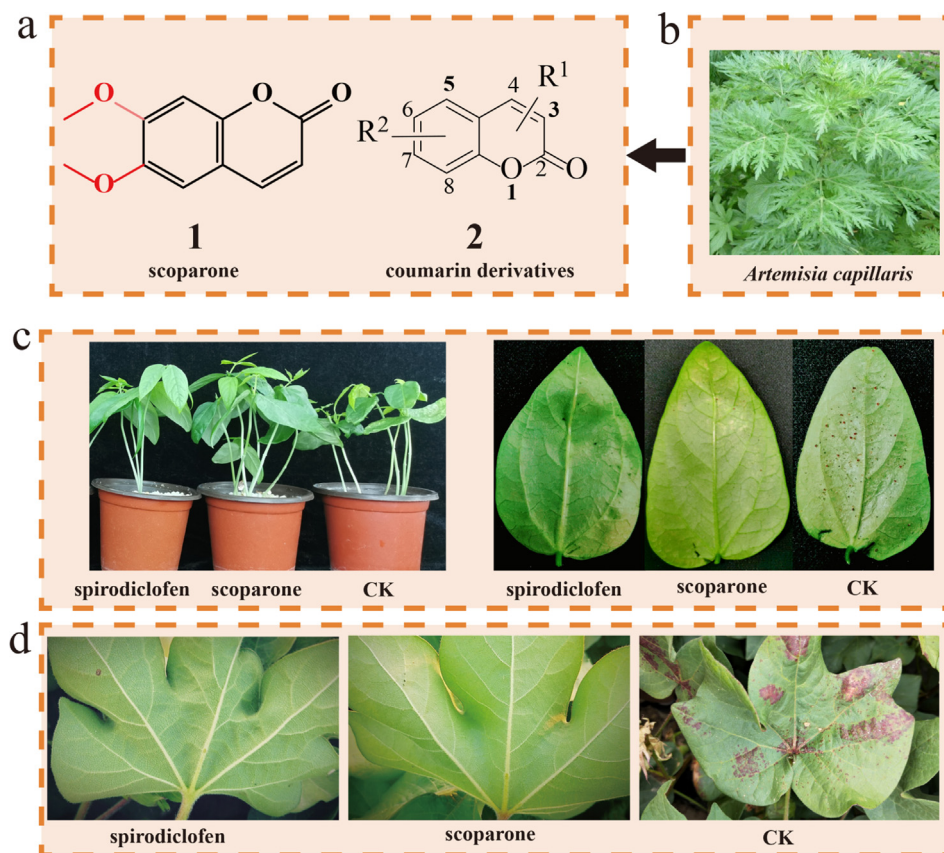 a
b
O
O
O
O
1
scoparone
R¹
R²
5
4
6
3
7
2
8
O
1
O
2
coumarin derivatives
Artemisia capillaris
c
spirodiclofen
scoparone
CK
spirodiclofen
scoparone
CK
d
spirodiclofen
scoparone
CK